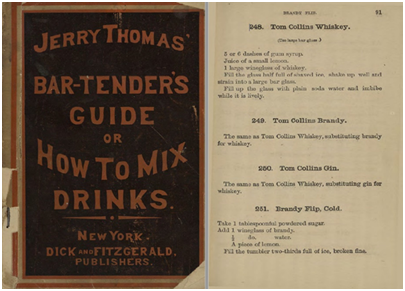 JERRY THOMAS'
BAR-TENDER'S
GUIDE
OR
HOW TO MIX
DRINKS.
NEW YORK.
DICK AND FITZGERALD.
PUBLISHERS.
BRANDY FLIP. 61
248. Tom Collins Whiskey.
(Use large bar glass.)
5 or 6 dashes of gum syrup.
Juice of a small lemon.
1 large wineglass of whiskey.
Fill the glass half full of shaved ice, shake up well and
strain into a large bar glass.
Fill up the glass with plain soda water and imbibe
while it is lively.
249. Tom Collins Brandy.
The same as Tom Collins Whiskey, substituting brandy
for whiskey.
250. Tom Collins Gin.
The same as Tom Collins Whiskey, substituting gin for
whiskey.
251. Brandy Flip, Cold.
Take 1 tablespoonful powdered sugar.
Add 1 wineglass of brandy.
do. water.
A piece of lemon.
Fill the tumbler two-thirds full of ice, broken fine.